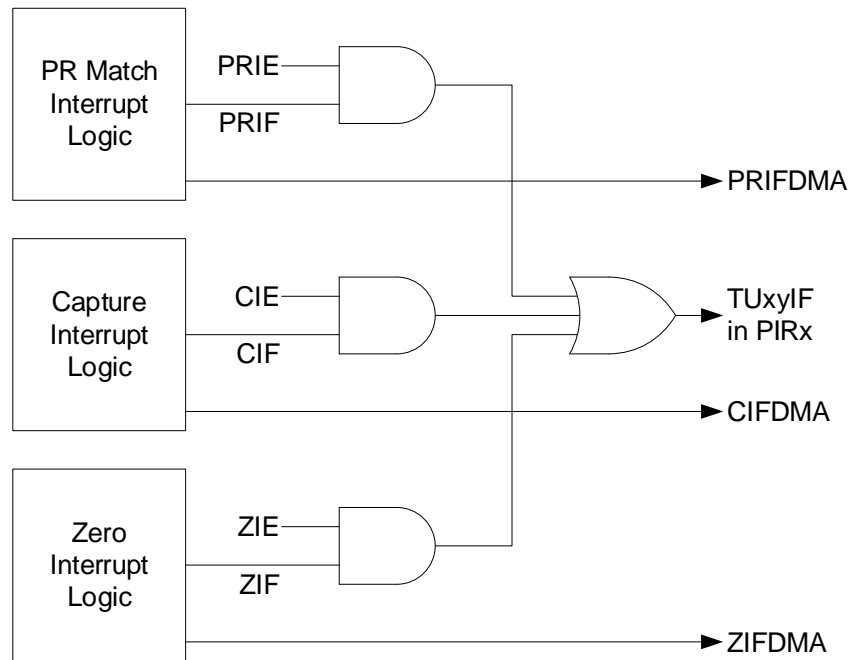 PR Match
Interrupt
Logic
PRIE
PRIF
PRIFDMA
Capture
Interrupt
Logic
CIE
CIF
TUxyIF
in PIRx
CIFDMA
Zero
Interrupt
Logic
ZIE
ZIF
ZIFDMA